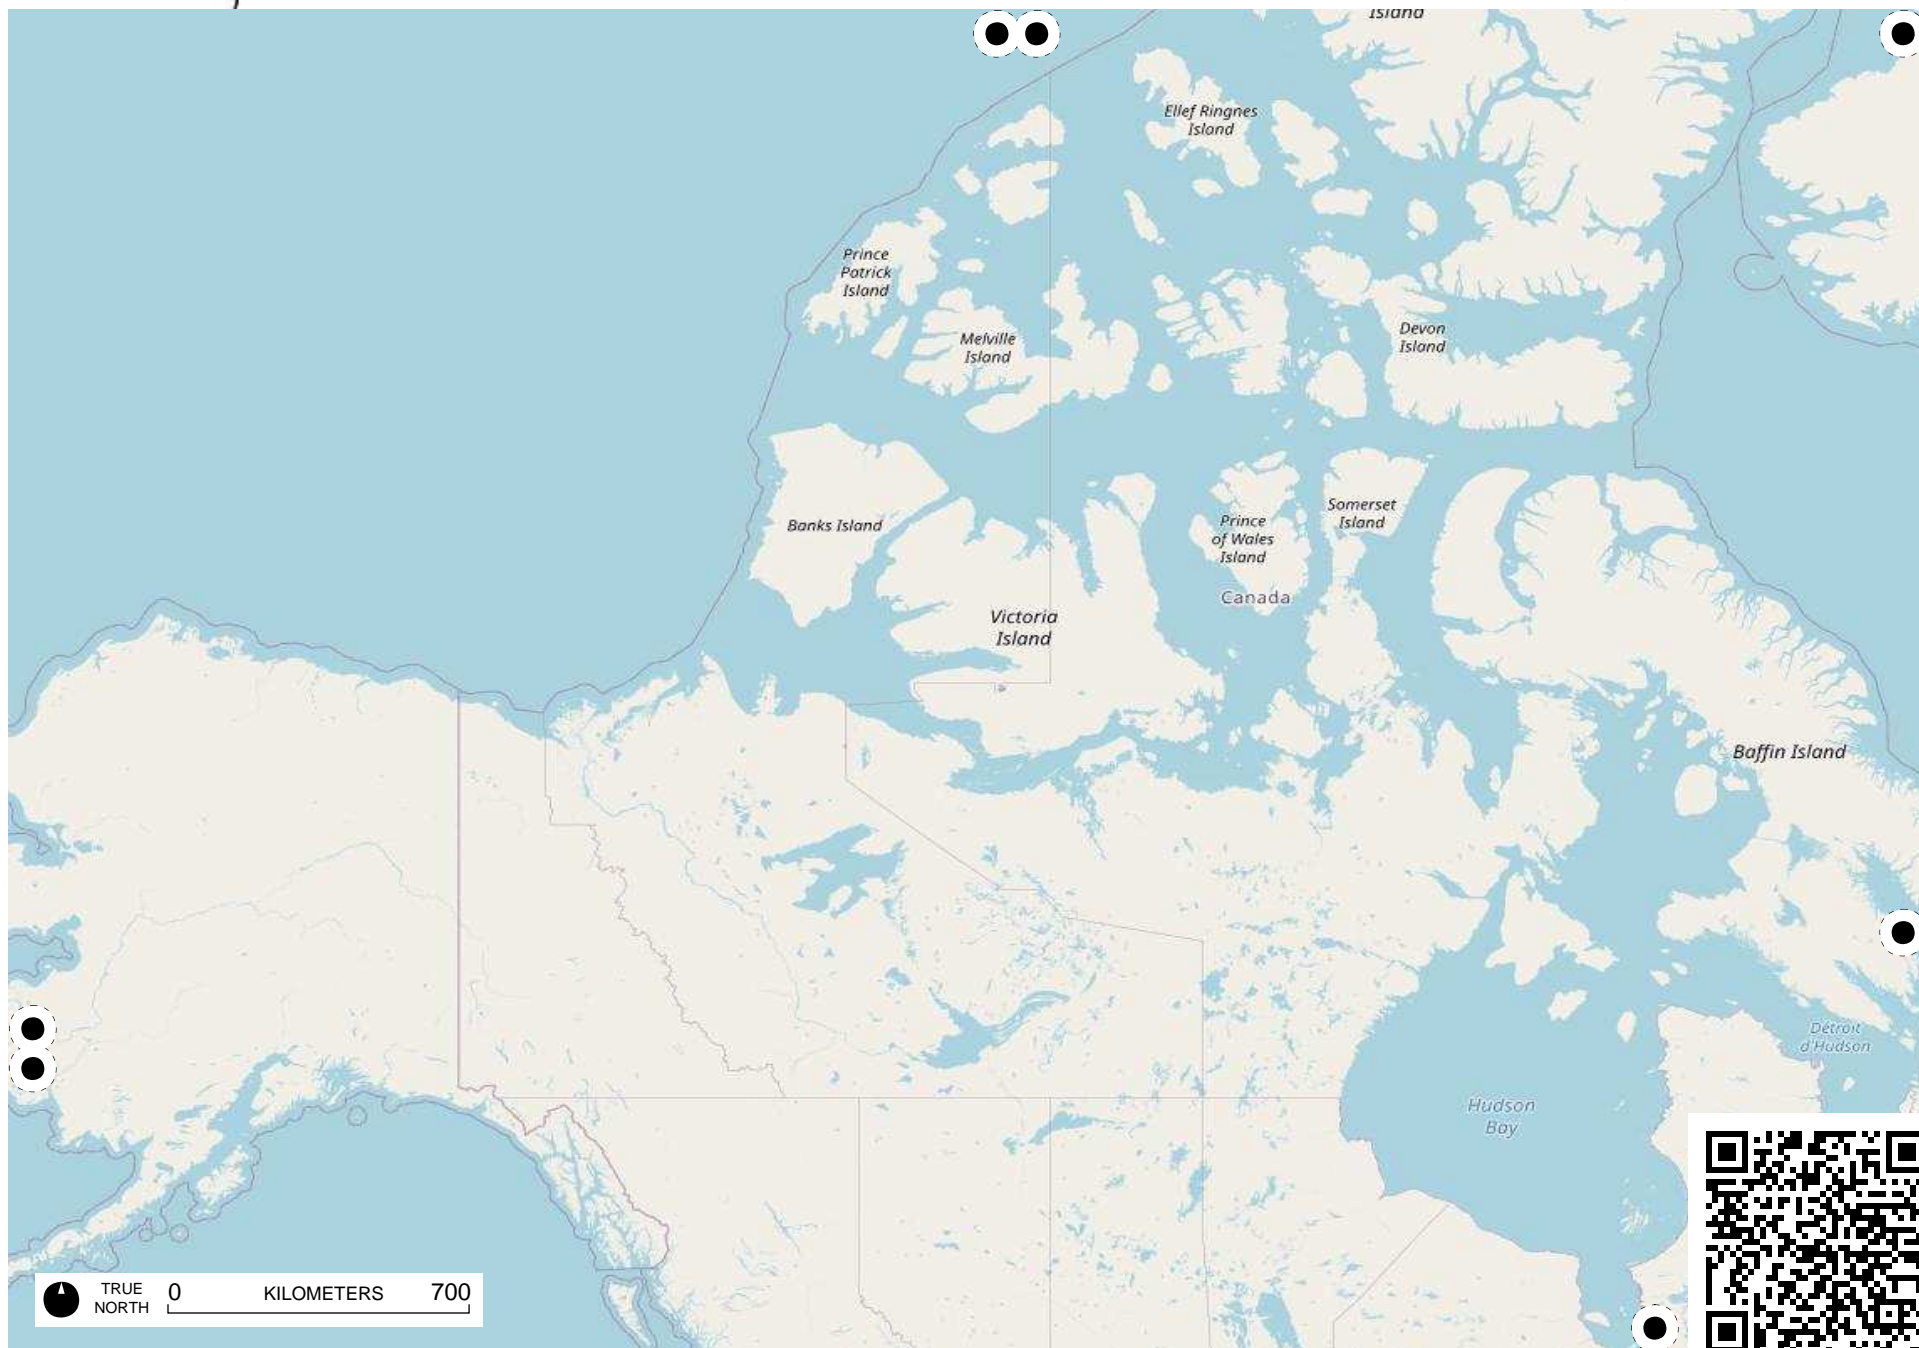 Island
Ellef Ringnes
Island
Prince
Patrick
Island
Melville
Island
Devon
Island
Banks Island
Somerset
Island
Prince
of Wales
Island
Canada
Victoria
Island
Baffin Island
Détroit
d'Hudson
Hudson
Bay
TRUE
NORTH
0 KILOMETERS 700